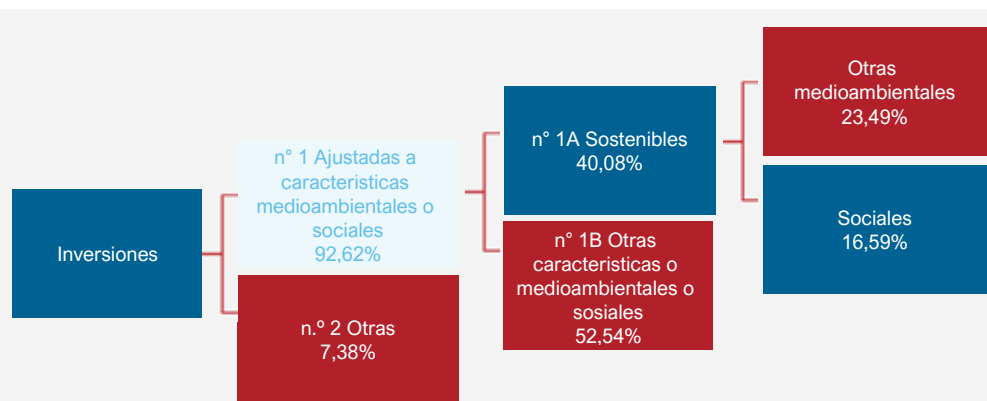 Inversiones
n° 1 Ajustadas a
caracteristicas
medioambientales o
sociales
92,62%
n.º 2 Otras
7,38%
n° 1A Sostenibles
40,08%
n° 1B Otras
caracteristicas o
medioambientales o
sosiales
52,54%
Otras
medioambientales
23,49%
Sociales
16,59%